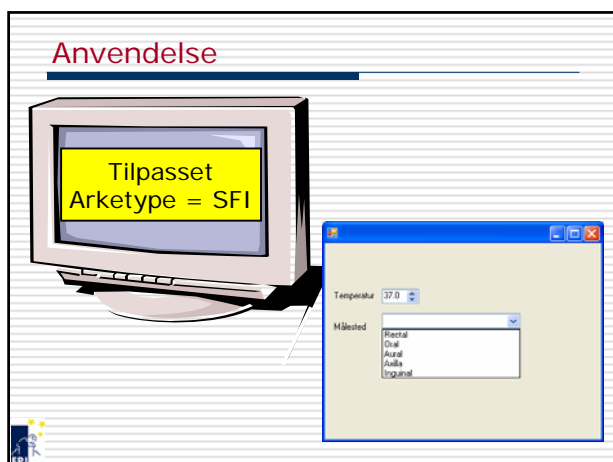 Anvendelse
Tilpasset
Arketype = SFI
Temperatur 37.0
Målested
Rectal
Oral
Aural
Axilla
Inguinal